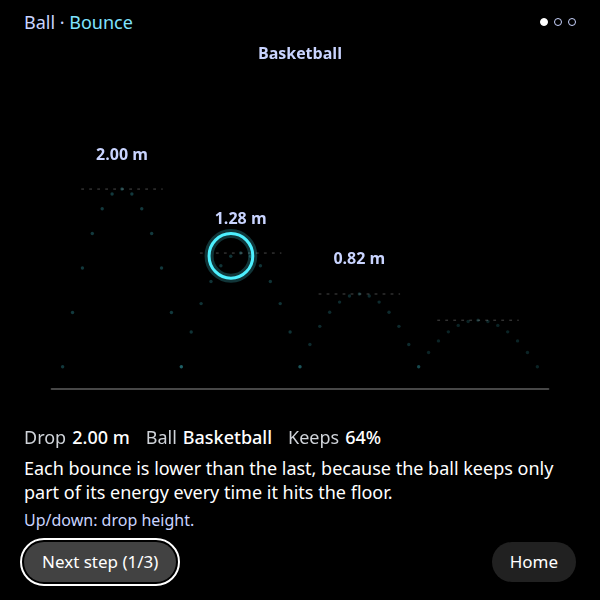 Ball · Bounce
Basketball
2.00 m
1.28 m
0.82 m
Drop 2.00 m Ball Basketball Keeps 64%
Each bounce is lower than the last, because the ball keeps only
part of its energy every time it hits the floor.
Up/down: drop height.
Next step (1/3) Home